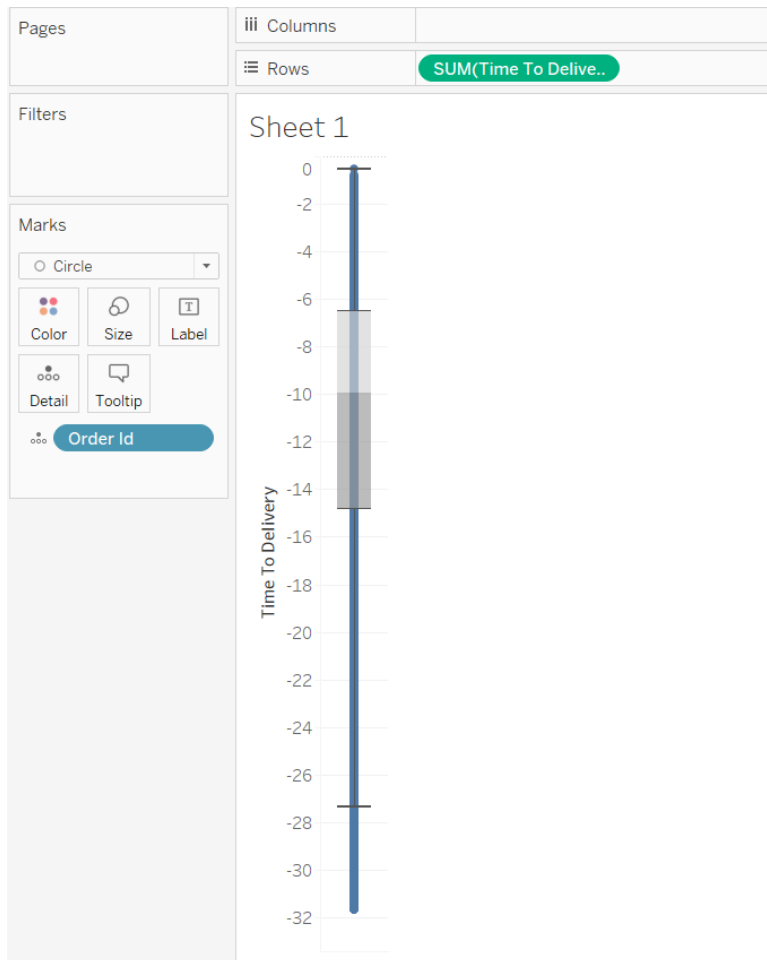 Pages
Columns
Rows
SUM(Time To Delive..
Filters
Sheet 1
Marks
Circle
Color
Size
Label
Detail
Tooltip
Order Id
Time To Delivery
0
-2
-4
-6
-8
-10
-12
-14
-16
-18
-20
-22
-24
-26
-28
-30
-32